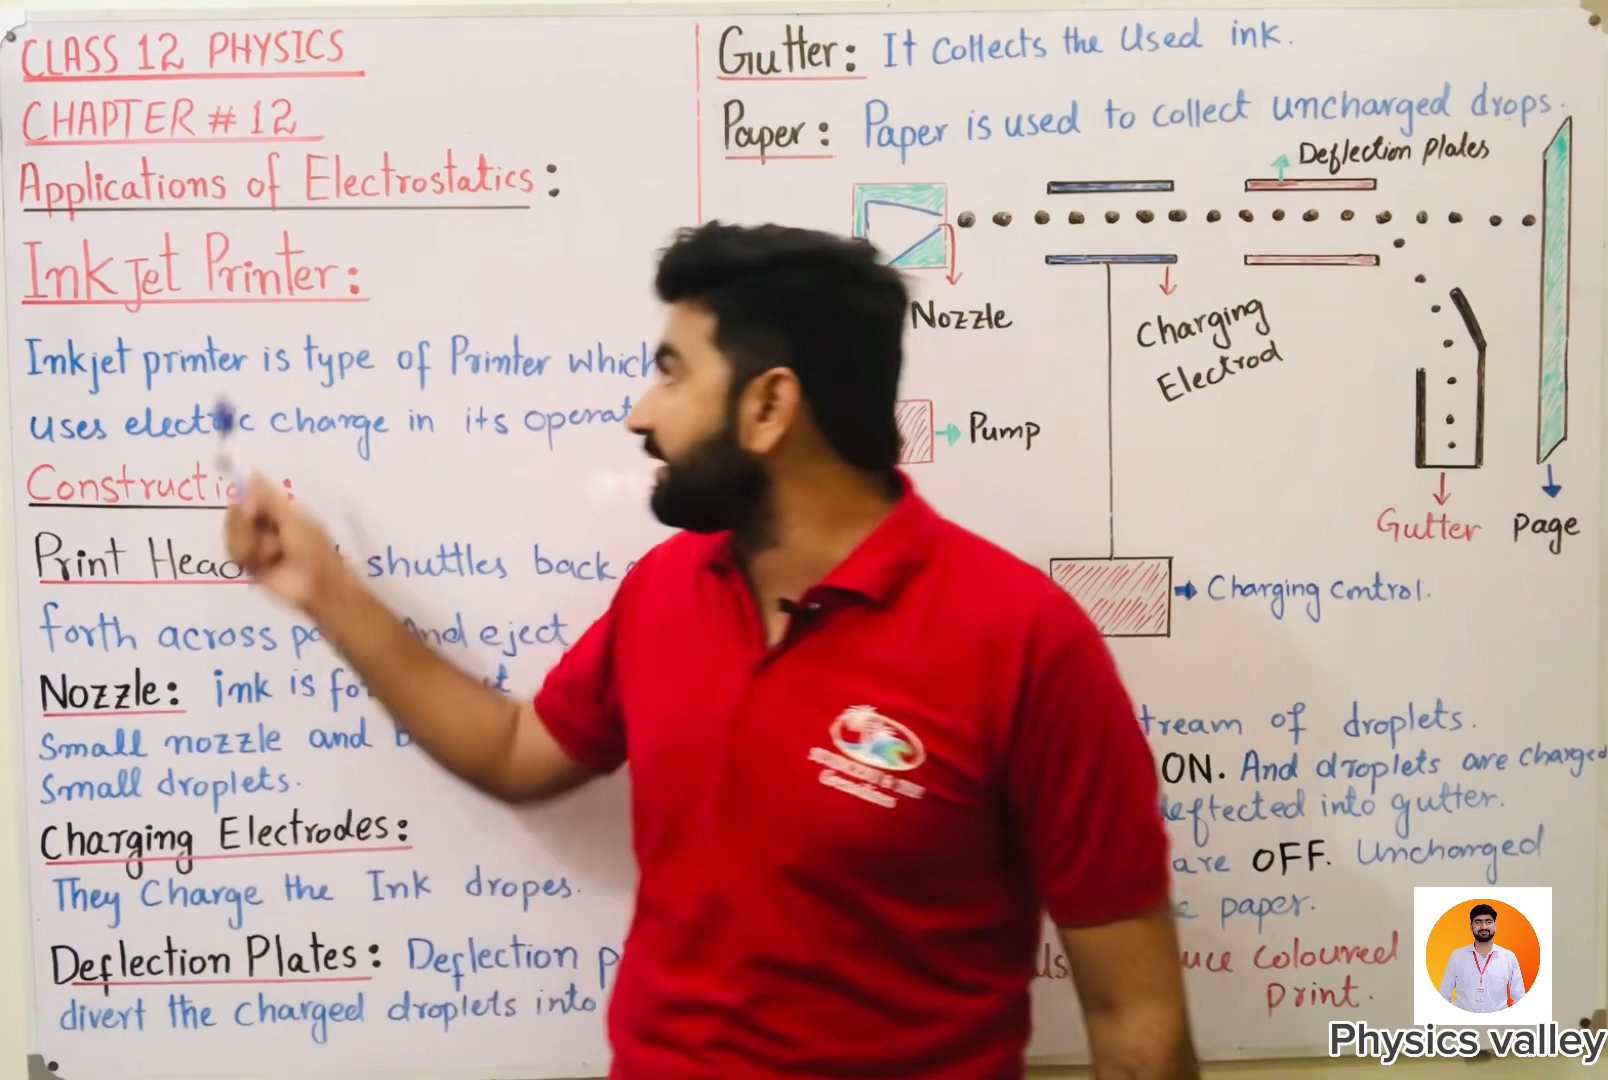 CLASS 12 PHYSICS
CHAPTER # 12
Applications of Electrostatics:
InkJet Printer:
Inkjet printer is type of Printer which
uses electric charge in its operat
Construction:
Print Head shuttles back
forth across and eject
Nozzle: ink is
Small nozzle and
Small droplets.
Charging Electrodes:
They Charge the Ink dropes.
Deflection Plates: Deflection
divert the charged droplets into
Gutter: It Collects the Used ink.
Paper: Paper is used to collect uncharged drops.
Deflection plates
Nozzle
Charging
Electrod
Pump
Gutter
Page
Charging control.
tream of droplets.
ON. And droplets are charged
deflected into gutter.
are OFF. Uncharged
paper.
uce coloured
print.
Physics valley